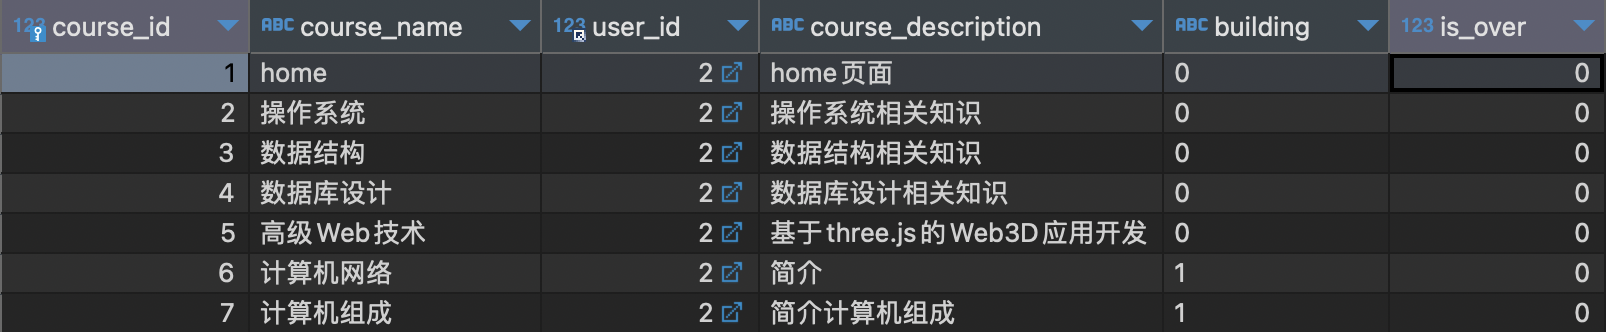 123 course_id ABC course_name 123 user_id ABC course_description ABC building 123 is_over
1 home 2 home页面 0 0
2 操作系统 2 操作系统相关知识 0 0
3 数据结构 2 数据结构相关知识 0 0
4 数据库设计 2 数据库设计相关知识 0 0
5 高级Web技术 2 基于three.js的Web3D应用开发 0 0
6 计算机网络 2 简介 1 0
7 计算机组成 2 简介计算机组成 1 0